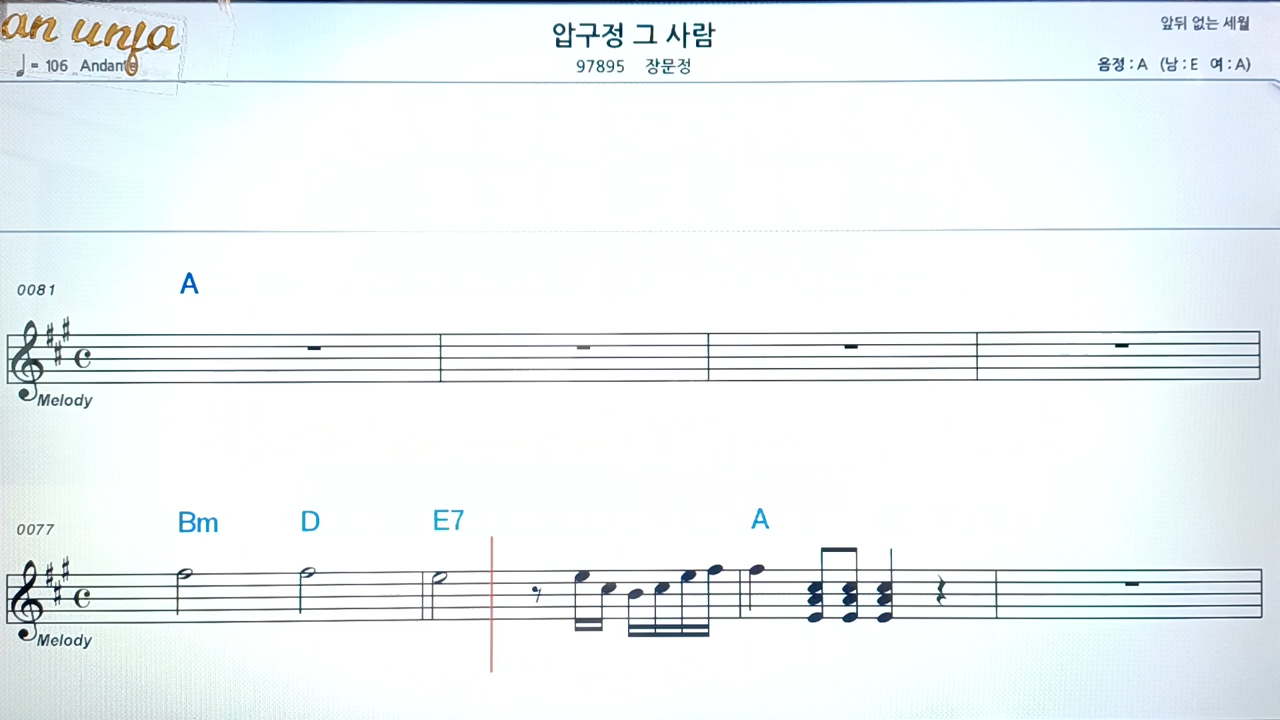 an unfa
압구정 그 사람
앞뒤 없는 세월
♩= 106 Andante
97895 장문정
음정 : A (남 : E 여 : A)
0081
A
Melody
0077
Bm D E7 A
Melody